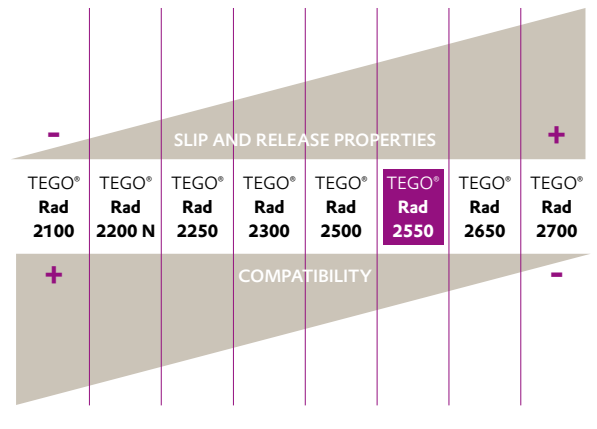 -
+
SLIP AND RELEASE PROPERTIES
TEGO® Rad 2100
TEGO® Rad 2200 N
TEGO® Rad 2250
TEGO® Rad 2300
TEGO® Rad 2500
TEGO® Rad 2550
TEGO® Rad 2650
TEGO® Rad 2700
+
COMPATIBILITY
-